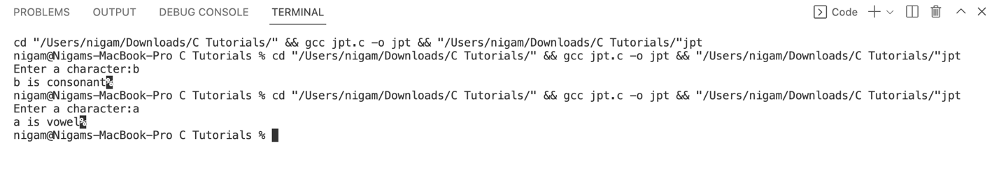 PROBLEMS OUTPUT DEBUG CONSOLE TERMINAL Code
cd "/Users/nigam/Downloads/C Tutorials/" && gcc jpt.c -o jpt && "/Users/nigam/Downloads/C Tutorials/"jpt
nigam@Nigams-MacBook-Pro C Tutorials % cd "/Users/nigam/Downloads/C Tutorials/" && gcc jpt.c -o jpt && "/Users/nigam/Downloads/C Tutorials/"jpt
Enter a character:b
b is consonant%
nigam@Nigams-MacBook-Pro C Tutorials % cd "/Users/nigam/Downloads/C Tutorials/" && gcc jpt.c -o jpt && "/Users/nigam/Downloads/C Tutorials/"jpt
Enter a character:a
a is vowel%
nigam@Nigams-MacBook-Pro C Tutorials %